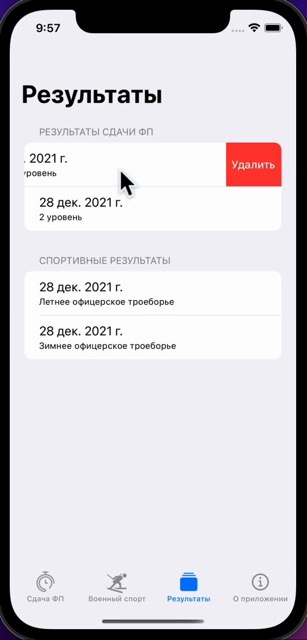 9:57
Результаты
РЕЗУЛЬТАТЫ СДАЧИ ФП
. 2021 г.
уровень
Удалить
28 дек. 2021 г.
2 уровень
СПОРТИВНЫЕ РЕЗУЛЬТАТЫ
28 дек. 2021 г.
Летнее офицерское троеборье
28 дек. 2021 г.
Зимнее офицерское троеборье
Сдача ФП
Военный спорт
Результаты
О приложении